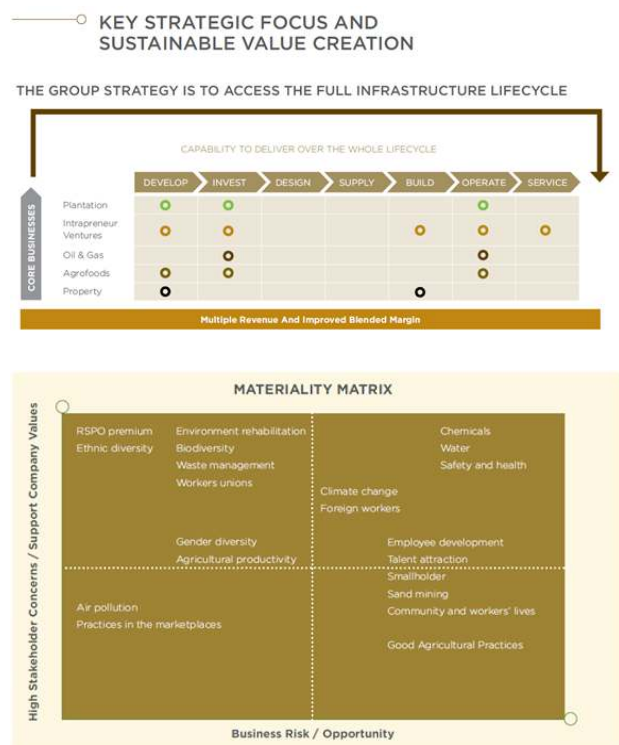 KEY STRATEGIC FOCUS AND
SUSTAINABLE VALUE CREATION
THE GROUP STRATEGY IS TO ACCESS THE FULL INFRASTRUCTURE LIFECYCLE
CAPABILITY TO DELIVER OVER THE WHOLE LIFECYCLE
DEVELOP INVEST DESIGN SUPPLY BUILD OPERATE SERVICE
CORE BUSINESSES
Plantation
Intrapreneur
Ventures
Oil & Gas
Agrofoods
Property
Multiple Revenue And Improved Blended Margin
MATERIALITY MATRIX
High Stakeholder Concerns / Support Company Values
RSPO premium
Ethnic diversity
Environment rehabilitation
Biodiversity
Waste management
Workers unions
Chemicals
Water
Safety and health
Climate change
Foreign workers
Gender diversity
Agricultural productivity
Employee development
Talent attraction
Smallholder
Sand mining
Community and workers' lives
Good Agricultural Practices
Air pollution
Practices in the marketplaces
Business Risk / Opportunity